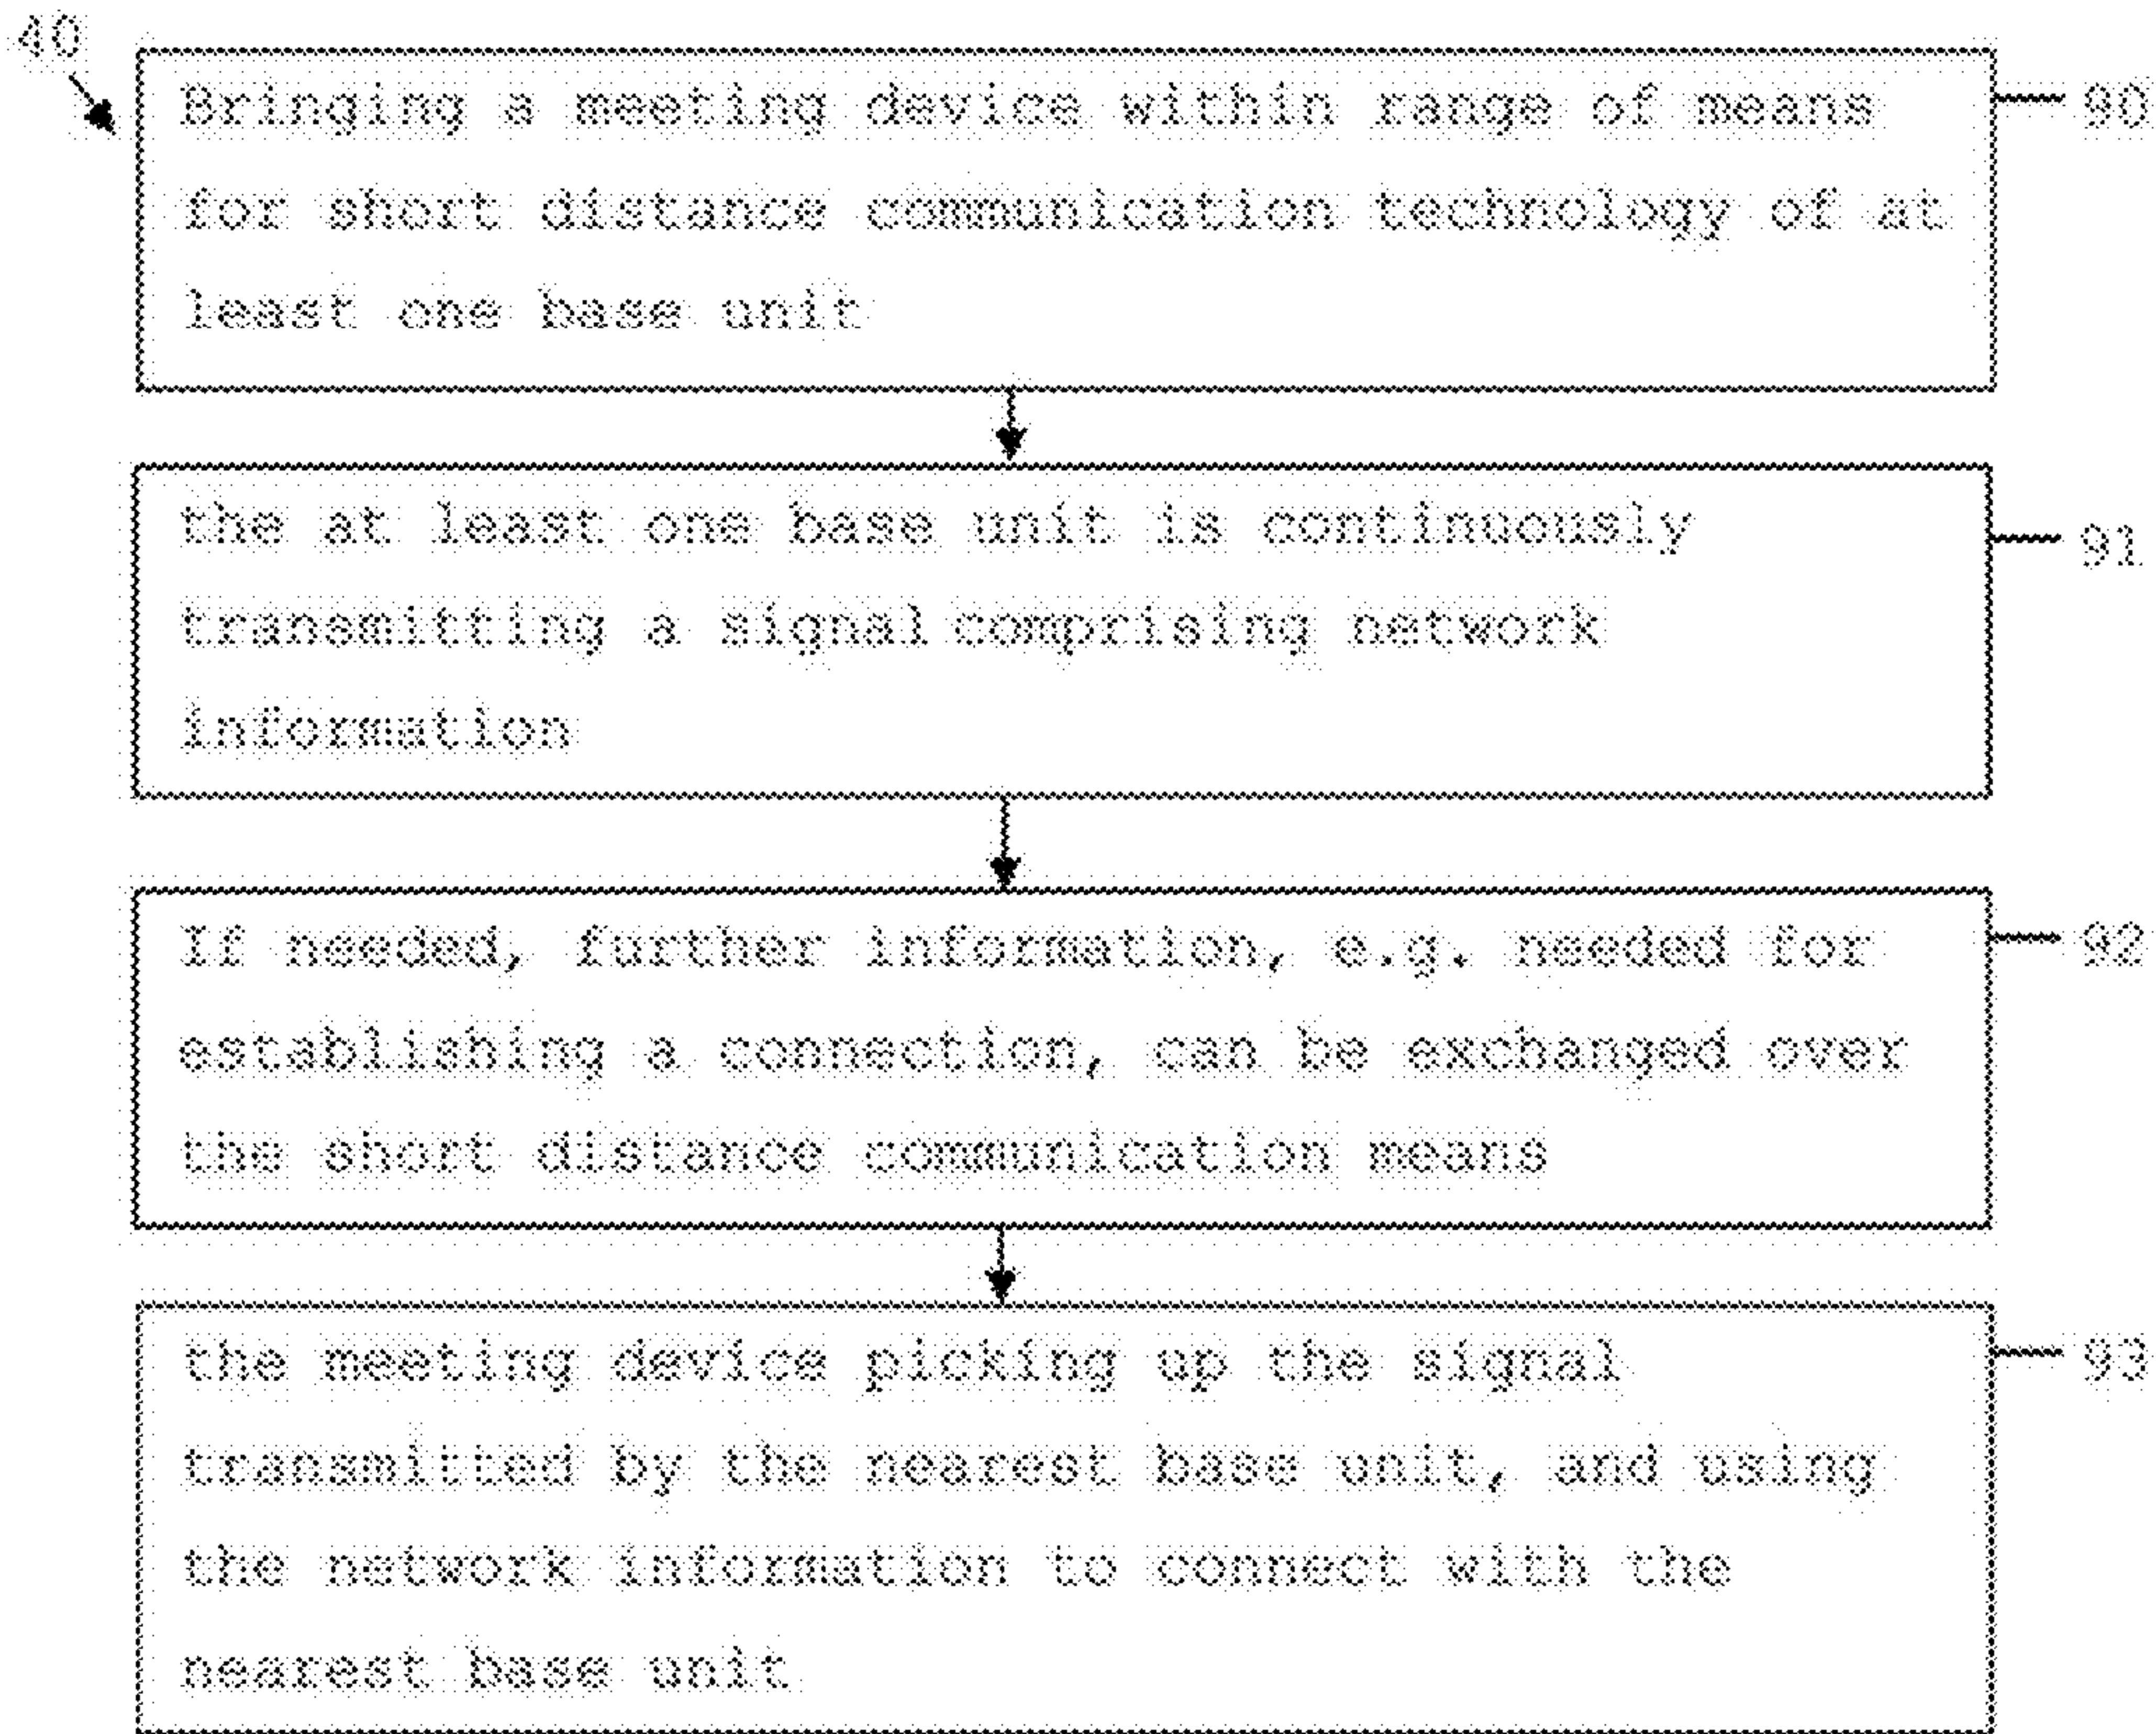 40
Bringing a meeting device within range of means
90
for short distance communication technology of at
least one base unit
the at least one base unit is continuously
91
transmitting a signal comprising network
information
If needed, further information, e.g. needed for
92
establishing a connection, can be exchanged over
the short distance communication means
the meeting device picking up the signal
93
transmitted by the nearest base unit, and using
the network information to connect with the
nearest base unit